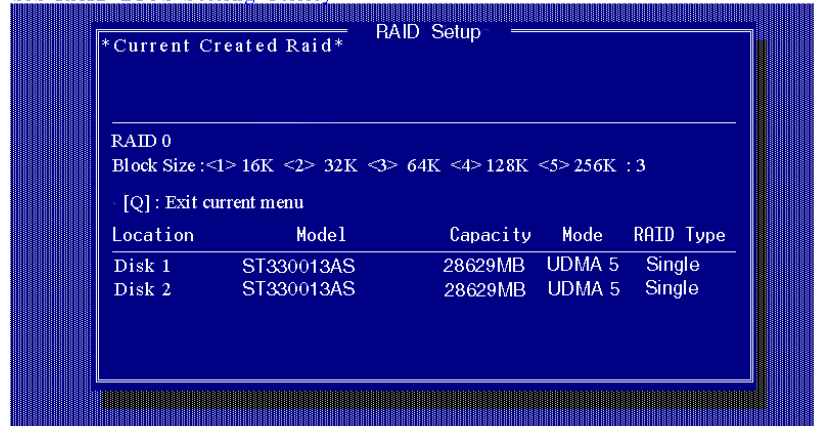 RAID Setup
*Current Created Raid*
RAID 0
Block Size :<1> 16K <2> 32K <3> 64K <4> 128K <5> 256K : 3
[Q] : Exit current menu
Location Model Capacity Mode RAID Type
Disk 1 ST330013AS 28629MB UDMA 5 Single
Disk 2 ST330013AS 28629MB UDMA 5 Single